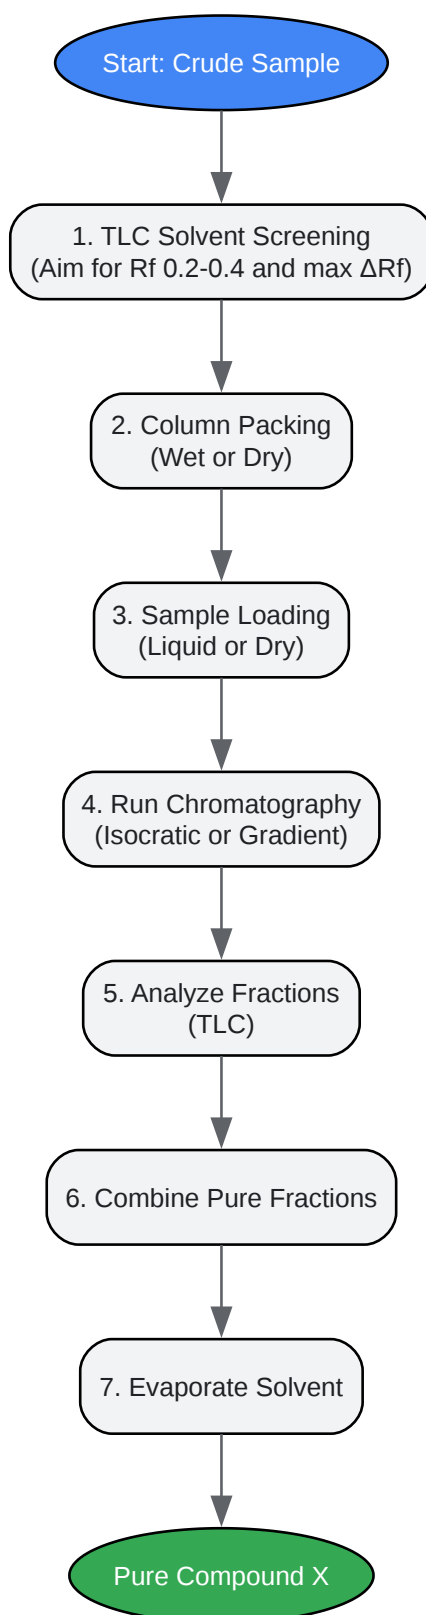 Start: Crude Sample
1. TLC Solvent Screening
(Aim for Rf 0.2-0.4 and max ΔRf)
2. Column Packing
(Wet or Dry)
3. Sample Loading
(Liquid or Dry)
4. Run Chromatography
(Isocratic or Gradient)
5. Analyze Fractions
(TLC)
6. Combine Pure Fractions
7. Evaporate Solvent
Pure Compound X